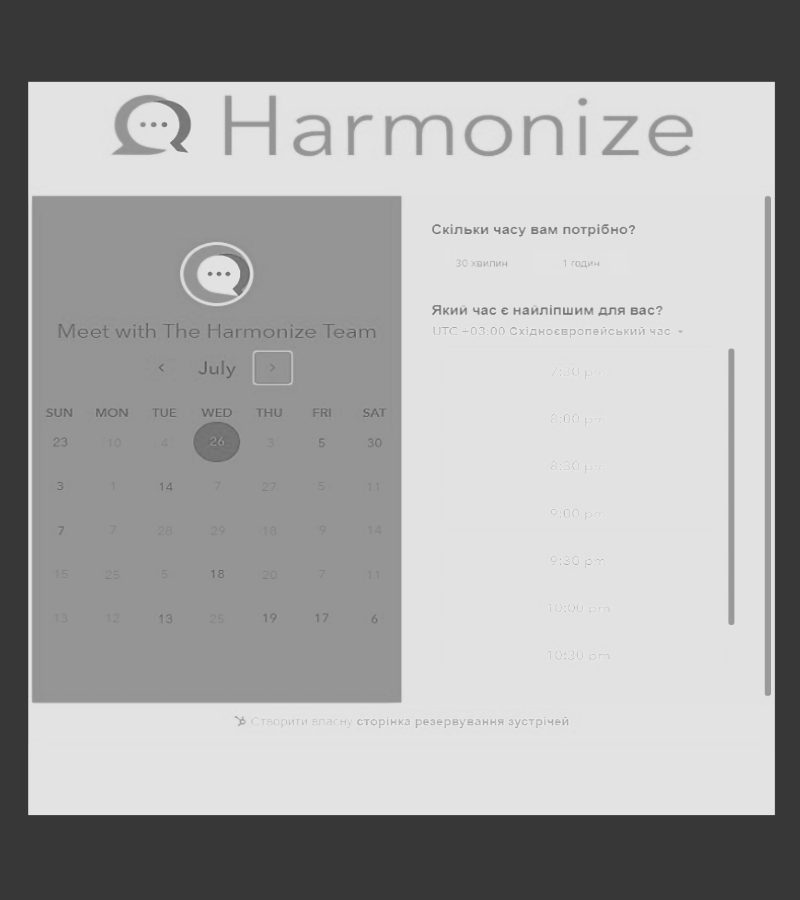 Harmonize
Meet with The Harmonize Team
July
SUN MON TUE WED THU FRI SAT
23 10 4 26 3 5 30
3 1 14 7 27 5 11
7 7 28 29 18 9 14
15 25 5 18 20 7 11
13 12 13 25 19 17 6
Скільки часу вам потрібно?
30 хвилин 1 годин
Який час є найліпшим для вас?
UTC +03:00 Східноєвропейський час
7:30 pm
8:00 pm
8:30 pm
9:00 pm
9:30 pm
10:00 pm
10:30 pm
Створити власну сторінка резервування зустрічей